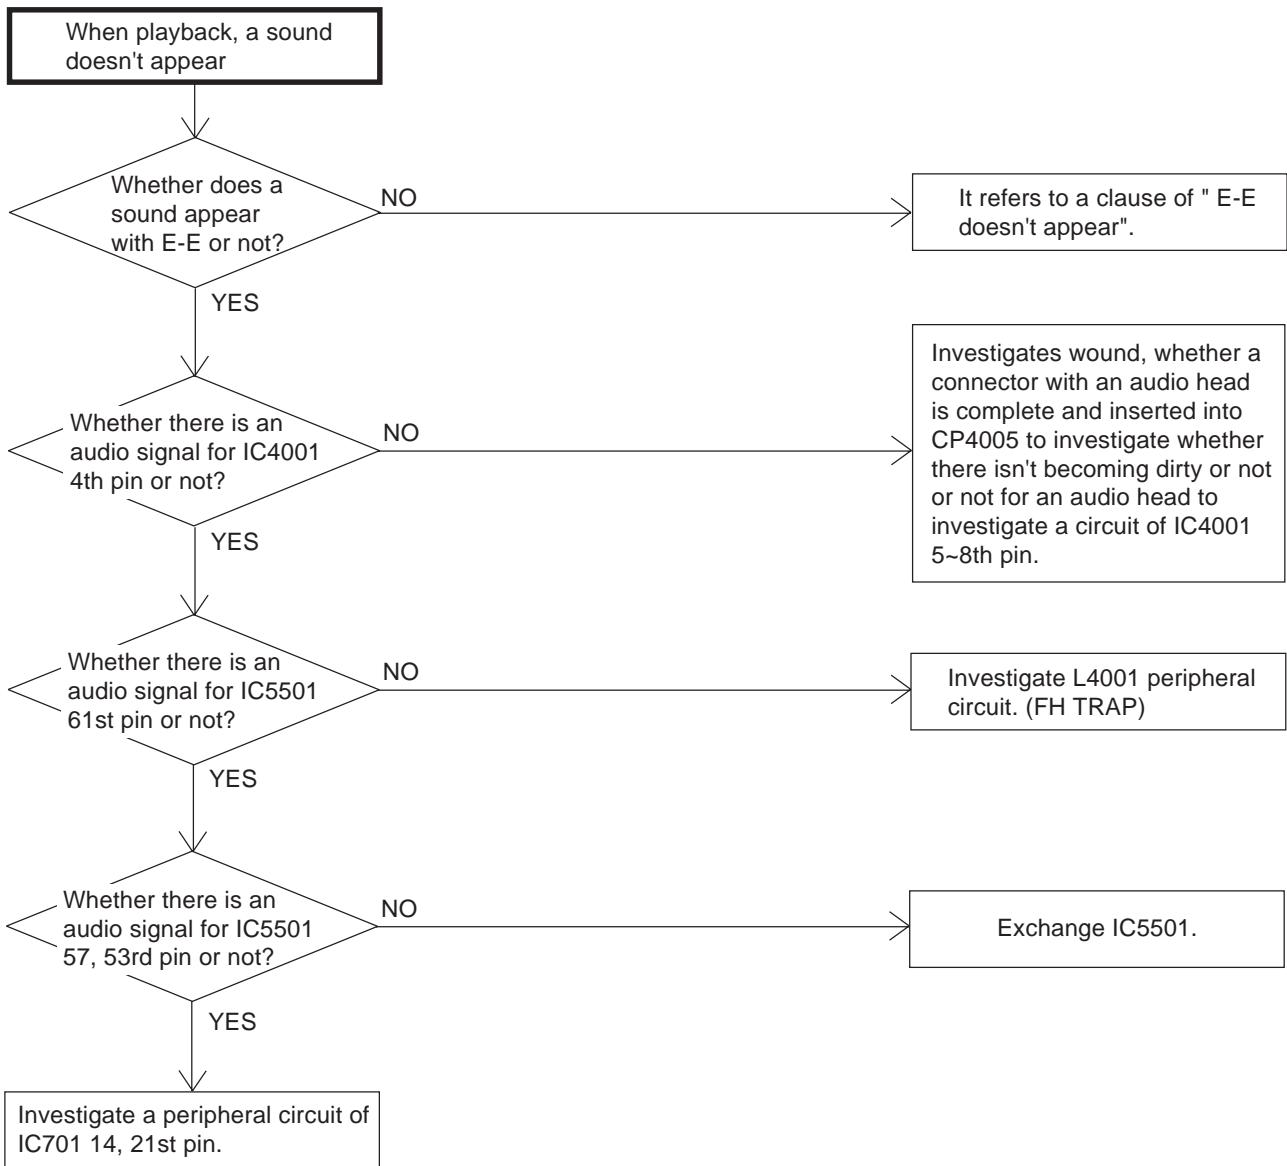 When playback, a sound
doesn't appear
Whether does a
sound appear
with E-E or not?
NO
It refers to a clause of " E-E
doesn't appear".
YES
Whether there is an
audio signal for IC4001
4th pin or not?
NO
Investigates wound, whether a
connector with an audio head
is complete and inserted into
CP4005 to investigate whether
there isn't becoming dirty or not
or not for an audio head to
investigate a circuit of IC4001
5~8th pin.
YES
Whether there is an
audio signal for IC5501
61st pin or not?
NO
Investigate L4001 peripheral
circuit. (FH TRAP)
YES
Whether there is an
audio signal for IC5501
57, 53rd pin or not?
NO
Exchange IC5501.
YES
Investigate a peripheral circuit of
IC701 14, 21st pin.